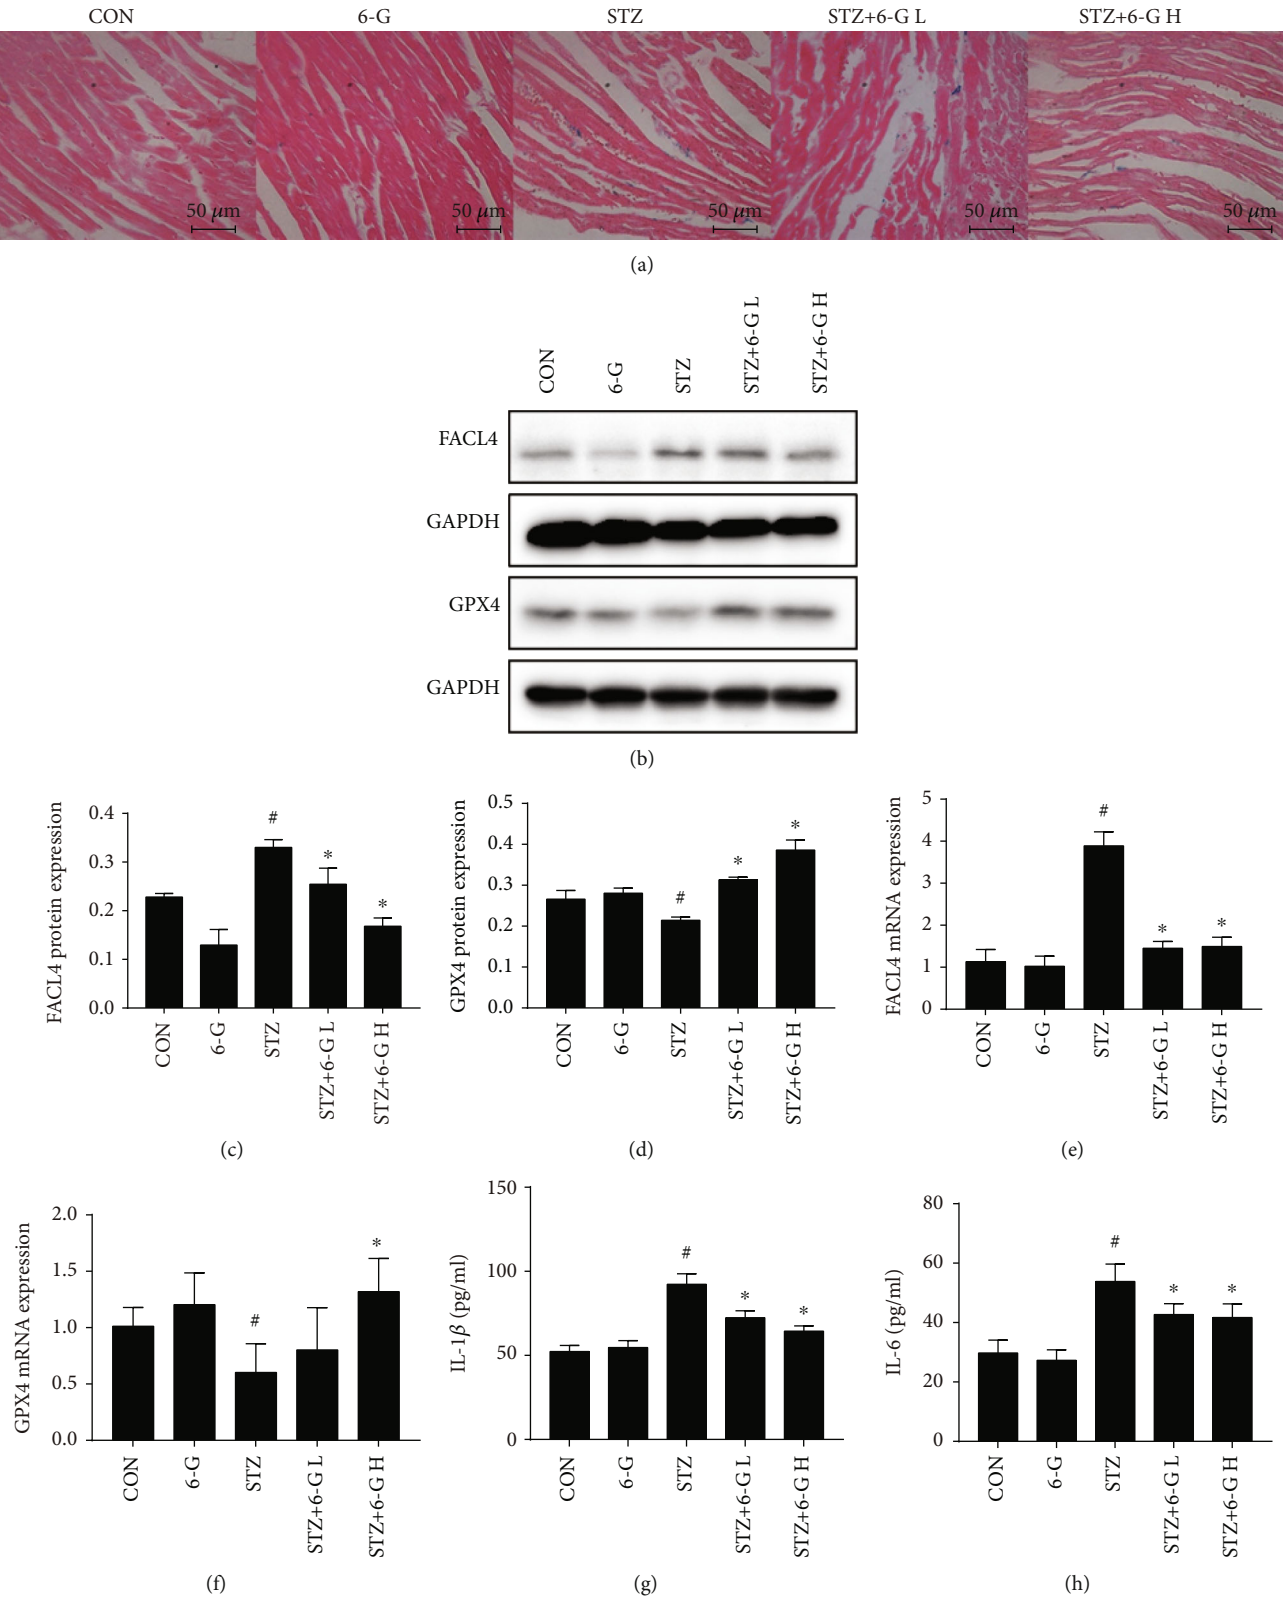 CON 6-G STZ STZ+6-G L STZ+6-G H
50 μm 50 μm 50 μm 50 μm 50 μm
(a)
CON 6-G STZ STZ+6-G L STZ+6-G H
FACL4
GAPDH
GPX4
GAPDH
(b)
FACL4 protein expression
0.4
0.3
0.2
0.1
0.0
# * *
CON 6-G STZ STZ+6-G L STZ+6-G H
(c)
GPX4 protein expression
0.5
0.4
0.3
0.2
0.1
0.0
# * *
CON 6-G STZ STZ+6-G L STZ+6-G H
(d)
FACL4 mRNA expression
5
4
3
2
1
0
# * *
CON 6-G STZ STZ+6-G L STZ+6-G H
(e)
GPX4 mRNA expression
2.0
1.5
1.0
0.5
0.0
# *
CON 6-G STZ STZ+6-G L STZ+6-G H
(f)
IL-1β (pg/ml)
150
100
50
0
# * *
CON 6-G STZ STZ+6-G L STZ+6-G H
(g)
IL-6 (pg/ml)
80
60
40
20
0
# * *
CON 6-G STZ STZ+6-G L STZ+6-G H
(h)